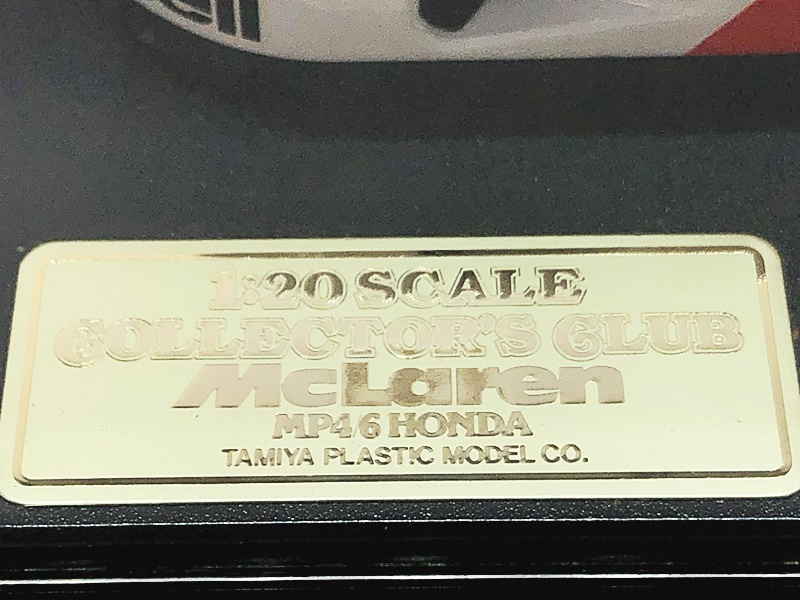 1:20 SCALE
COLLECTOR'S CLUB
McLaren
MP4/6 HONDA
TAMIYA PLASTIC MODEL CO.